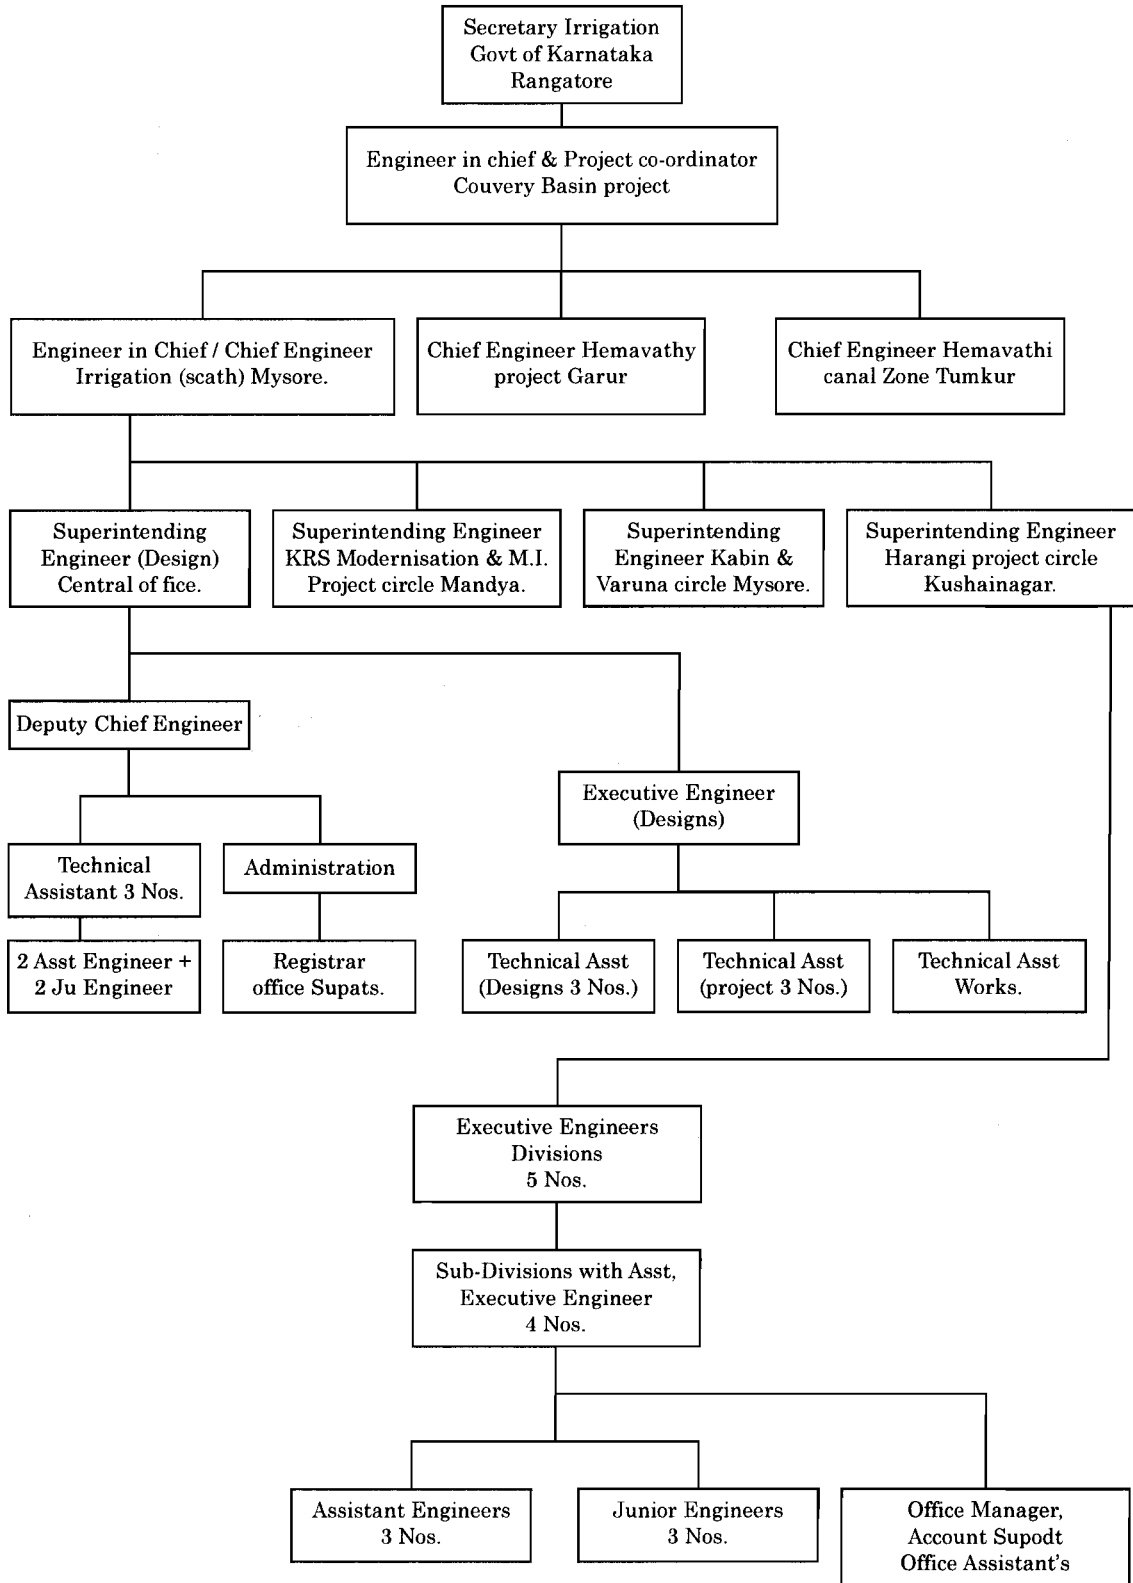 Secretary Irrigation
Govt of Karnataka
Rangatore
Engineer in chief & Project co-ordinator
Couvery Basin project
Engineer in Chief / Chief Engineer
Irrigation (scath) Mysore.
Chief Engineer Hemavathy
project Garur
Chief Engineer Hemavathi
canal Zone Tumkur
Superintending
Engineer (Design)
Central of fice.
Superintending Engineer
KRS Modernisation & M.I.
Project circle Mandya.
Superintending
Engineer Kabin &
Varuna circle Mysore.
Superintending Engineer
Harangi project circle
Kushainagar.
Deputy Chief Engineer
Executive Engineer
(Designs)
Technical
Assistant 3 Nos.
Administration
2 Asst Engineer +
2 Ju Engineer
Registrar
office Supats.
Technical Asst
(Designs 3 Nos.)
Technical Asst
(project 3 Nos.)
Technical Asst
Works.
Executive Engineers
Divisions
5 Nos.
Sub-Divisions with Asst,
Executive Engineer
4 Nos.
Assistant Engineers
3 Nos.
Junior Engineers
3 Nos.
Office Manager,
Account Supodt
Office Assistant's